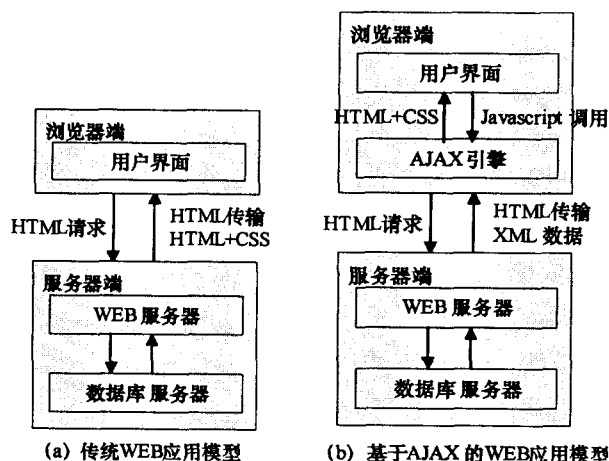 浏览器端
用户界面
HTML请求
HTML传输
HTML+CSS
服务器端
WEB 服务器
数据库 服务器
(a) 传统WEB应用模型
浏览器端
用户界面
HTML+CSS
Javascript 调用
AJAX 引擎
HTML请求
HTML传输
XML 数据
服务器端
WEB 服务器
数据库 服务器
(b) 基于AJAX 的WEB应用模型